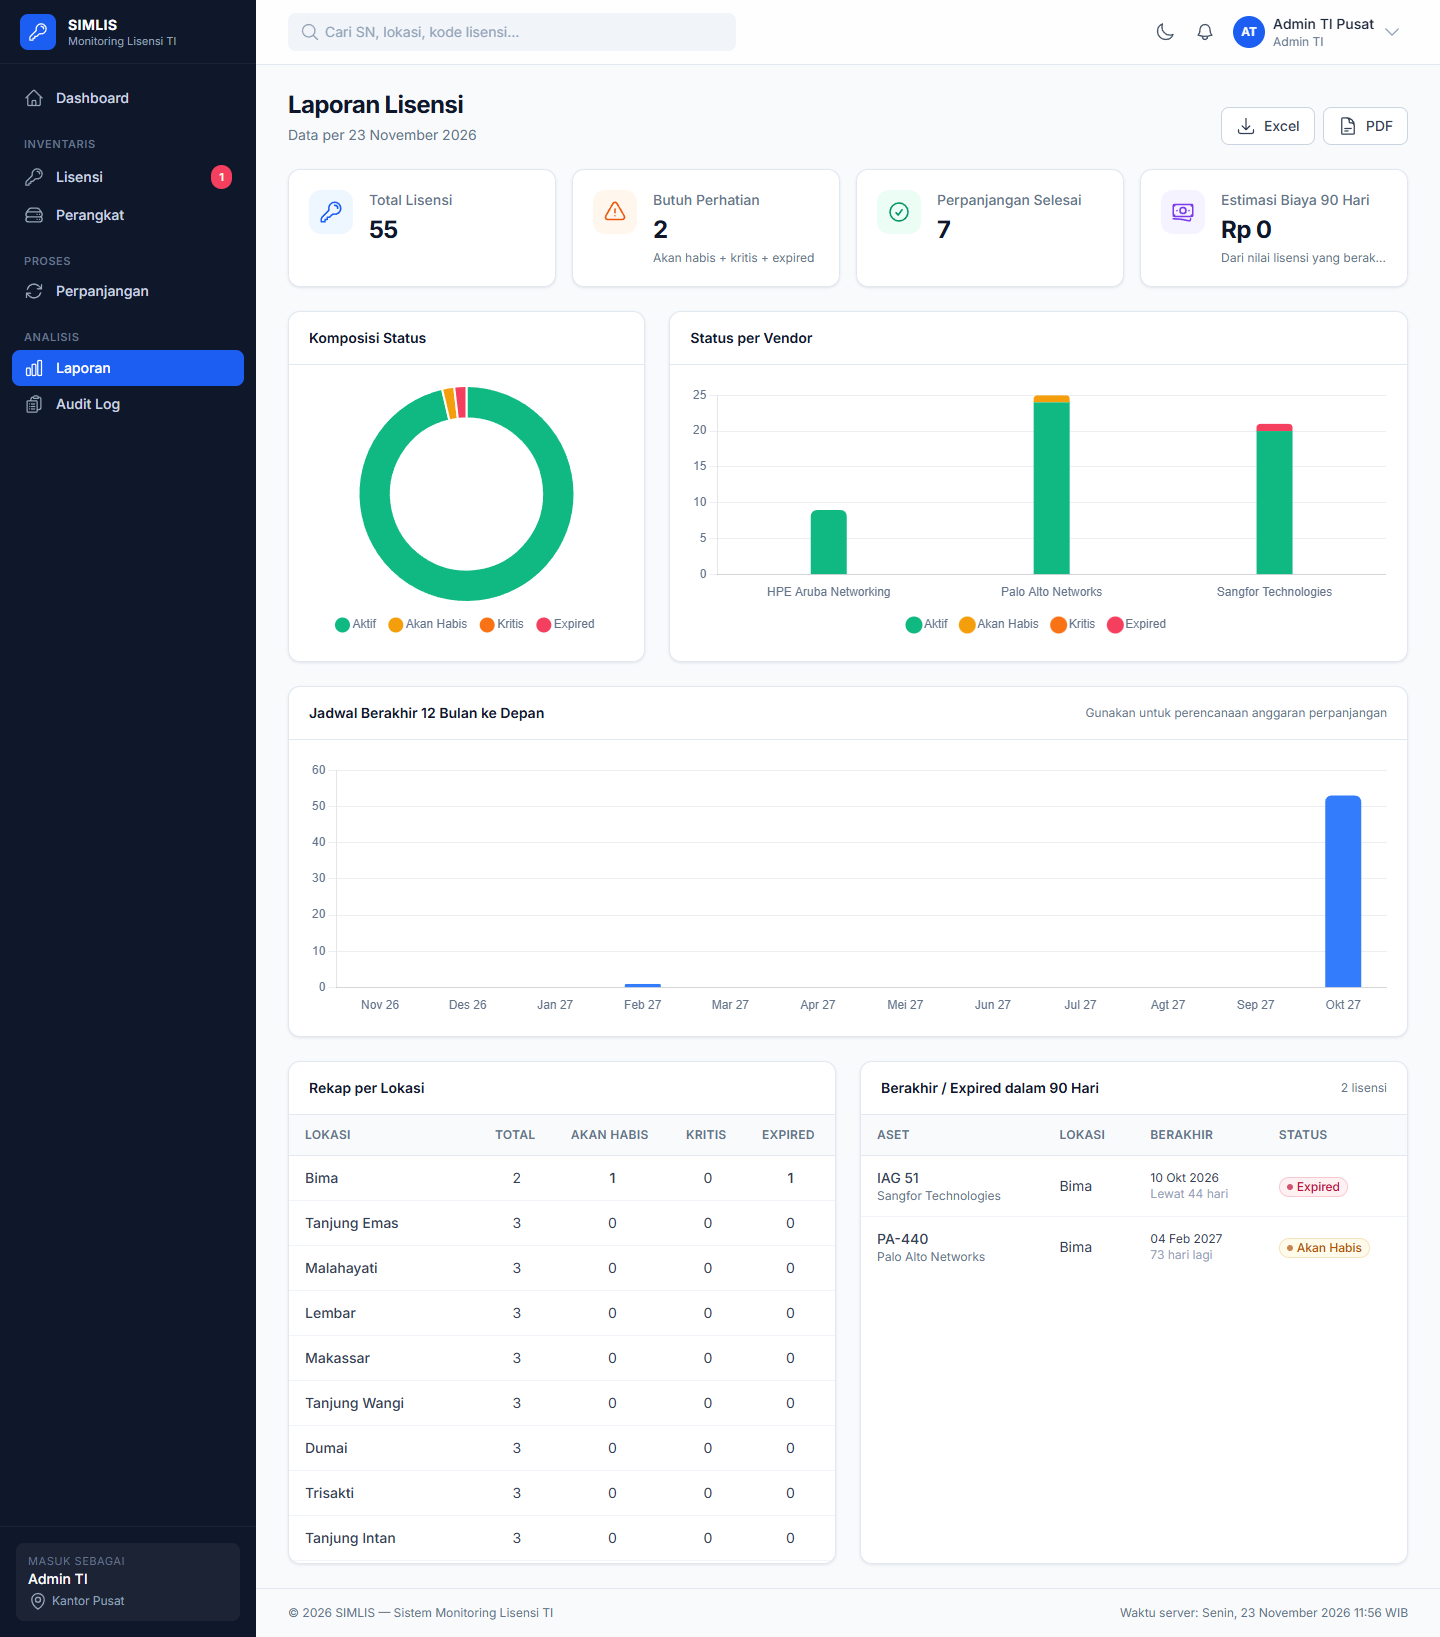 SIMLIS
Monitoring Lisensi TI
Dashboard
INVENTARIS
Lisensi 1
Perangkat
PROSES
Perpanjangan
ANALISIS
Laporan
Audit Log
MASUK SEBAGAI
Admin TI
Kantor Pusat
Cari SN, lokasi, kode lisensi...
AT
Admin TI Pusat
Admin TI
Laporan Lisensi
Data per 23 November 2026
Excel
PDF
Total Lisensi
55
Butuh Perhatian
2
Akan habis + kritis + expired
Perpanjangan Selesai
7
Estimasi Biaya 90 Hari
Rp 0
Dari nilai lisensi yang berak...
Komposisi Status
Aktif Akan Habis Kritis Expired
Status per Vendor
25
20
15
10
5
0
HPE Aruba Networking Palo Alto Networks Sangfor Technologies
Aktif Akan Habis Kritis Expired
Jadwal Berakhir 12 Bulan ke Depan
Gunakan untuk perencanaan anggaran perpanjangan
60
50
40
30
20
10
0
Nov 26 Des 26 Jan 27 Feb 27 Mar 27 Apr 27 Mei 27 Jun 27 Jul 27 Agt 27 Sep 27 Okt 27
Rekap per Lokasi
LOKASI TOTAL AKAN HABIS KRITIS EXPIRED
Bima 2 1 0 1
Tanjung Emas 3 0 0 0
Malahayati 3 0 0 0
Lembar 3 0 0 0
Makassar 3 0 0 0
Tanjung Wangi 3 0 0 0
Dumai 3 0 0 0
Trisakti 3 0 0 0
Tanjung Intan 3 0 0 0
Berakhir / Expired dalam 90 Hari
2 lisensi
ASET LOKASI BERAKHIR STATUS
IAG 51
Sangfor Technologies
Bima
10 Okt 2026
Lewat 44 hari
Expired
PA-440
Palo Alto Networks
Bima
04 Feb 2027
73 hari lagi
Akan Habis
© 2026 SIMLIS — Sistem Monitoring Lisensi TI
Waktu server: Senin, 23 November 2026 11:56 WIB